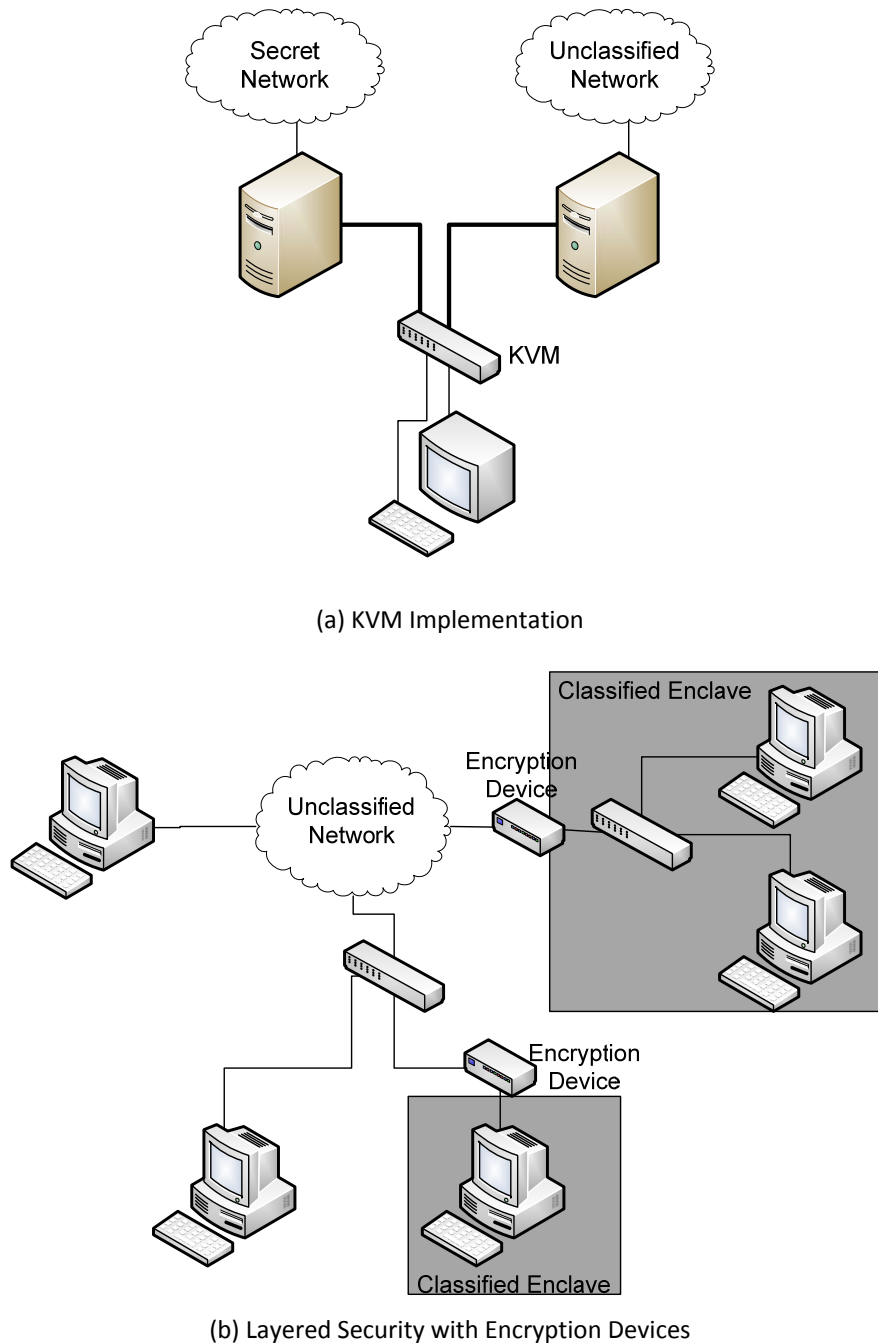 Secret
Network
Unclassified
Network
KVM
(a) KVM Implementation
Classified Enclave
Encryption
Device
Unclassified
Network
Encryption
Device
Classified Enclave
(b) Layered Security with Encryption Devices